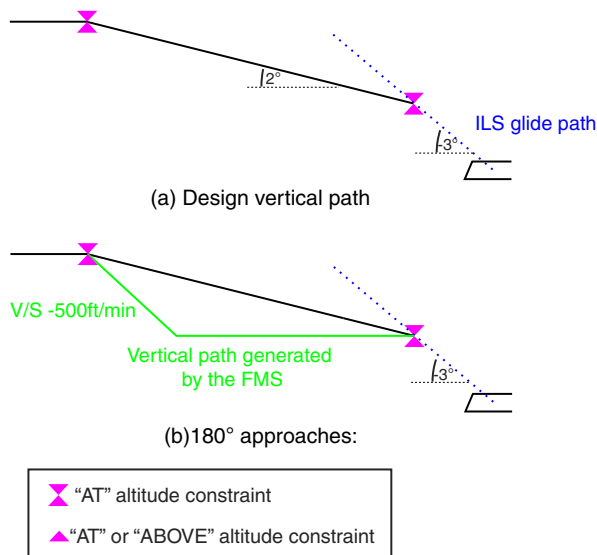 2°
ILS glide path
-3°
(a) Design vertical path
V/S -500ft/min
Vertical path generated
by the FMS
-3°
(b)180° approaches:
“AT” altitude constraint
“AT” or “ABOVE” altitude constraint